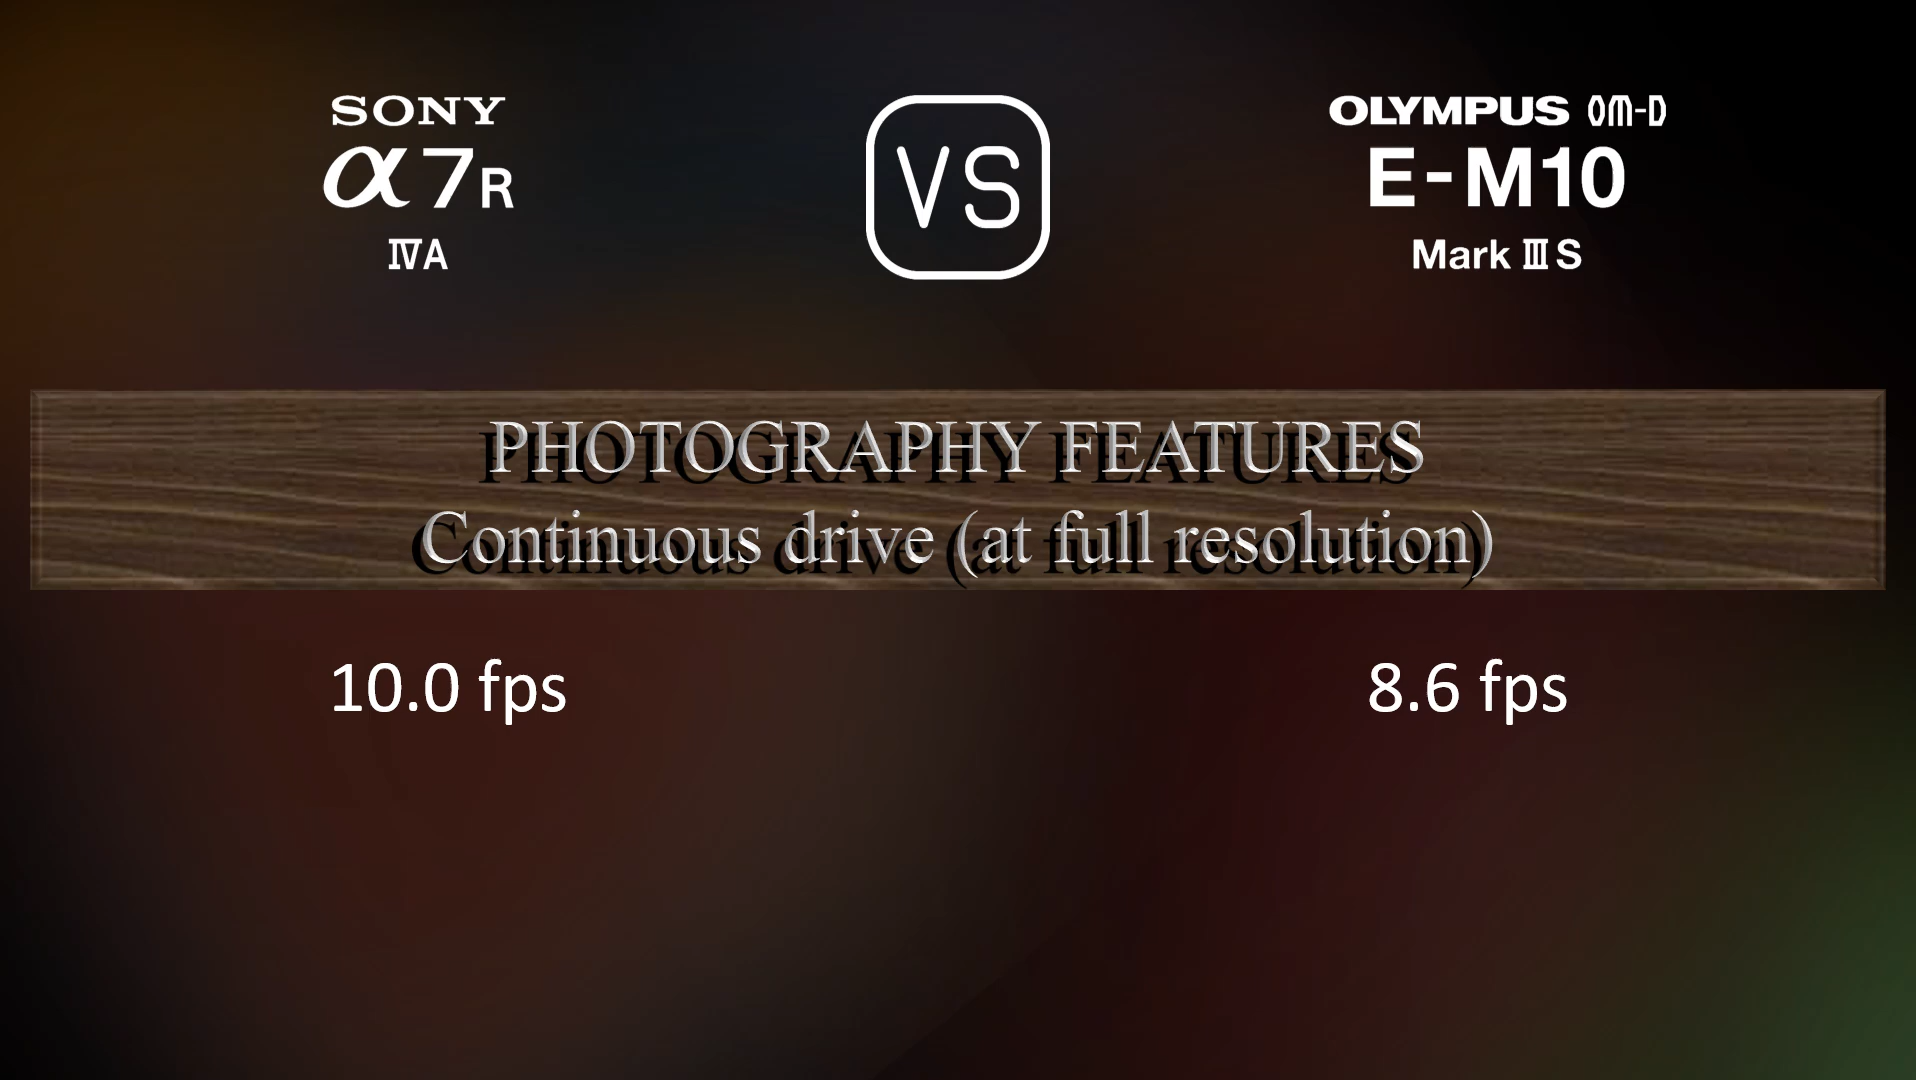 SONY
α7R
ⅣA
VS
OLYMPUS OM-D
E-M10
Mark Ⅲ S
PHOTOGRAPHY FEATURES
Continuous drive (at full resolution)
10.0 fps
8.6 fps